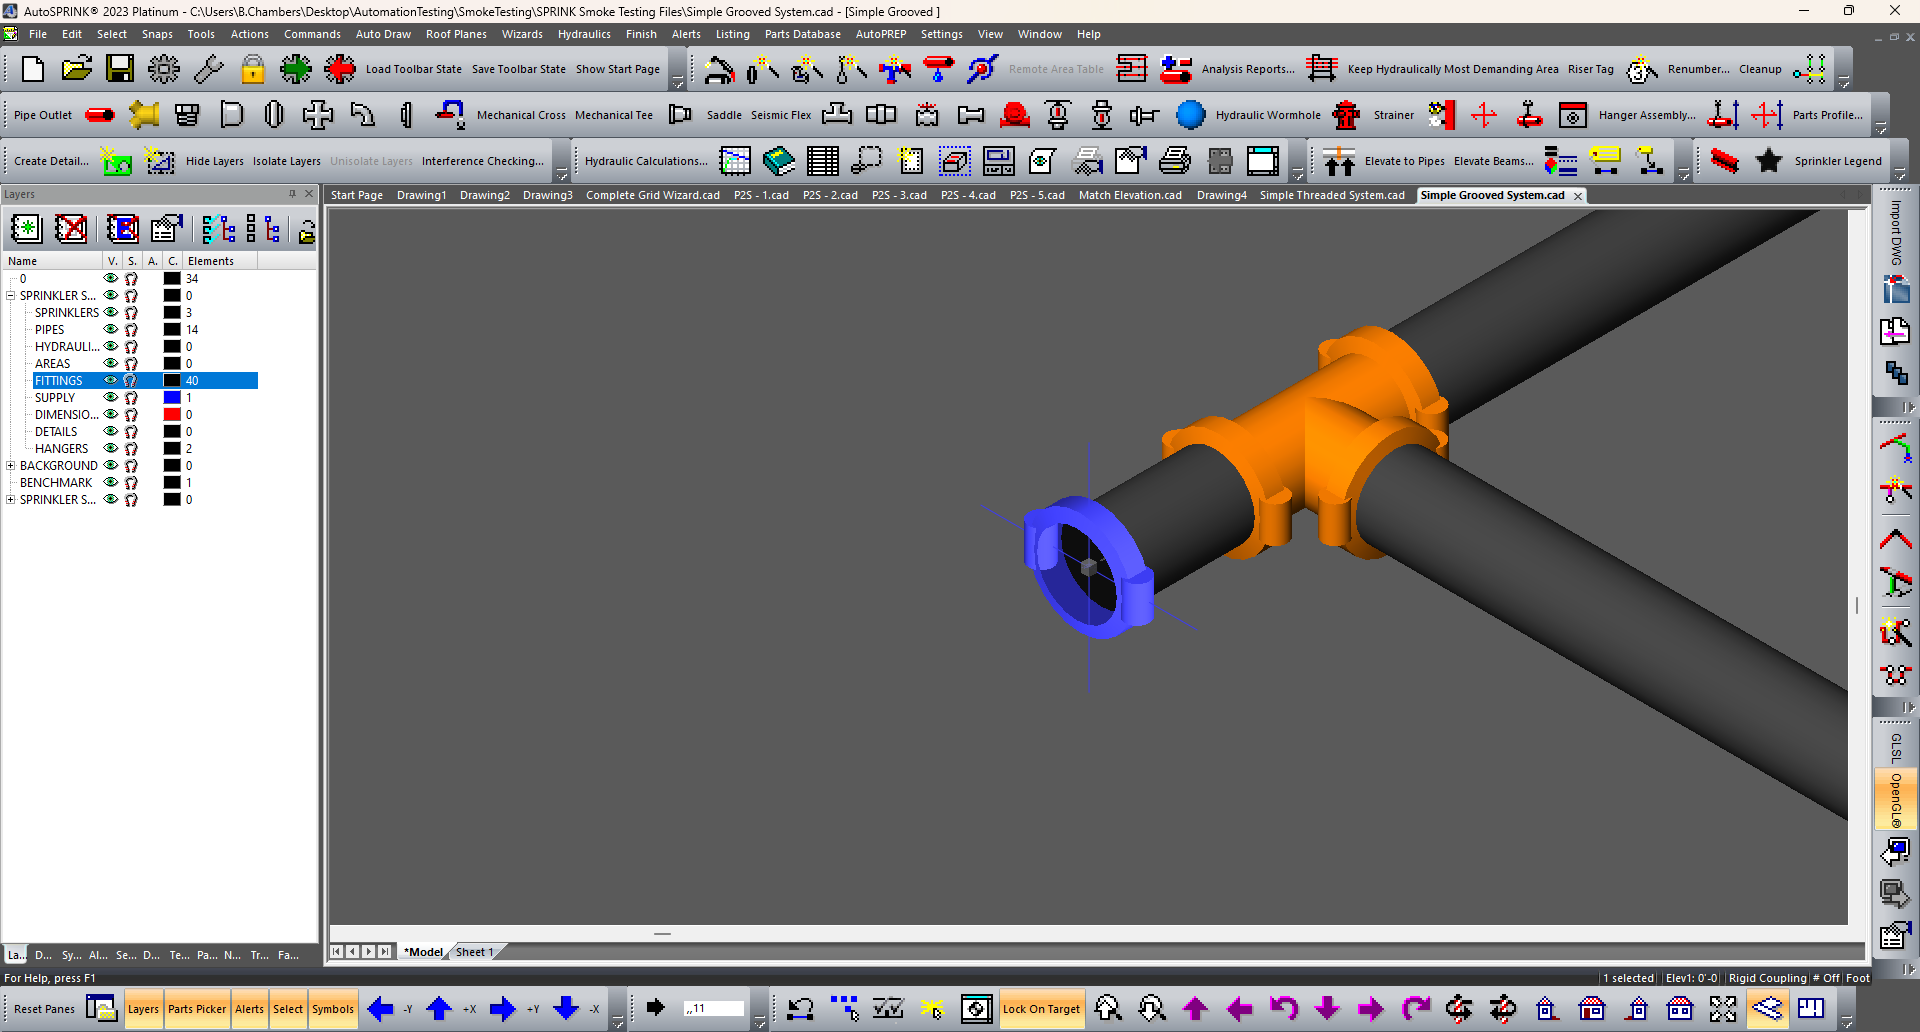 AutoSPRINK® 2023 Platinum - C:\Users\B.Chambers\Desktop\AutomationTesting\SmokeTesting\SPRINK Smoke Testing Files\Simple Grooved System.cad - [Simple Grooved ]
File Edit Select Snaps Tools Actions Commands Auto Draw Roof Planes Wizards Hydraulics Finish Alerts Listing Parts Database AutoPREP Settings View Window Help
Load Toolbar State Save Toolbar State Show Start Page Remote Area Table Analysis Reports... Keep Hydraulically Most Demanding Area Riser Tag Renumber... Cleanup
Pipe Outlet Mechanical Cross Mechanical Tee Saddle Seismic Flex Hydraulic Wormhole Strainer Hanger Assembly... Parts Profile...
Create Detail... Hide Layers Isolate Layers Unisolate Layers Interference Checking... Hydraulic Calculations... Elevate to Pipes Elevate Beams... Sprinkler Legend
Layers
Start Page Drawing1 Drawing2 Drawing3 Complete Grid Wizard.cad P2S - 1.cad P2S - 2.cad P2S - 3.cad P2S - 4.cad P2S - 5.cad Match Elevation.cad Drawing4 Simple Threaded System.cad Simple Grooved System.cad
Name V. S. A. C. Elements
0 34
SPRINKLER S... 0
SPRINKLERS 3
PIPES 14
HYDRAULI... 0
AREAS 0
FITTINGS 40
SUPPLY 1
DIMENSIO... 0
DETAILS 0
HANGERS 2
BACKGROUND 0
BENCHMARK 1
SPRINKLER S... 0
Import DWG
GLSL
OpenGL®
La... D... Sy... Al... Se... D... Te... Pa... N... Tr... Fa...
*Model Sheet 1
For Help, press F1
1 selected Elev1: 0'-0 Rigid Coupling # Off Foot
Reset Panes Layers Parts Picker Alerts Select Symbols -Y +X +Y -X ,,11 Lock On Target